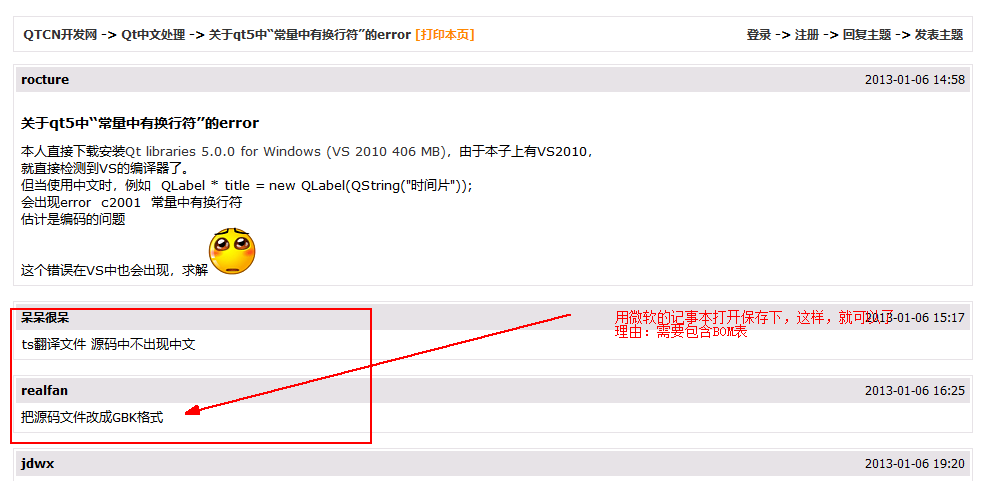 QTCN开发网 -> Qt中文处理 -> 关于qt5中“常量中有换行符”的error [打印本页]
登录 -> 注册 -> 回复主题 -> 发表主题
rocture
2013-01-06 14:58
关于qt5中“常量中有换行符”的error
本人直接下载安装Qt libraries 5.0.0 for Windows (VS 2010 406 MB)，由于本子上有VS2010，
就直接检测到VS的编译器了。
但当使用中文时，例如  QLabel * title = new QLabel(QString("时间片"));
会出现error  c2001  常量中有换行符
估计是编码的问题
这个错误在VS中也会出现，求解
呆呆很呆
2013-01-06 15:17
用微软的记事本打开保存下，这样，就可以了
理由：需要包含BOM表
ts翻译文件 源码中不出现中文
realfan
2013-01-06 16:25
把源码文件改成GBK格式
jdwx
2013-01-06 19:20